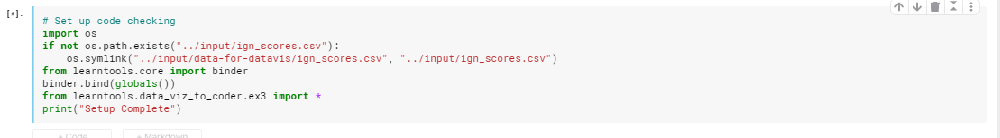 [*]:
# Set up code checking
import os
if not os.path.exists("../input/ign_scores.csv"):
    os.symlink("../input/data-for-datavis/ign_scores.csv", "../input/ign_scores.csv")
from learntools.core import binder
binder.bind(globals())
from learntools.data_viz_to_coder.ex3 import *
print("Setup Complete")
+ Code + Markdown